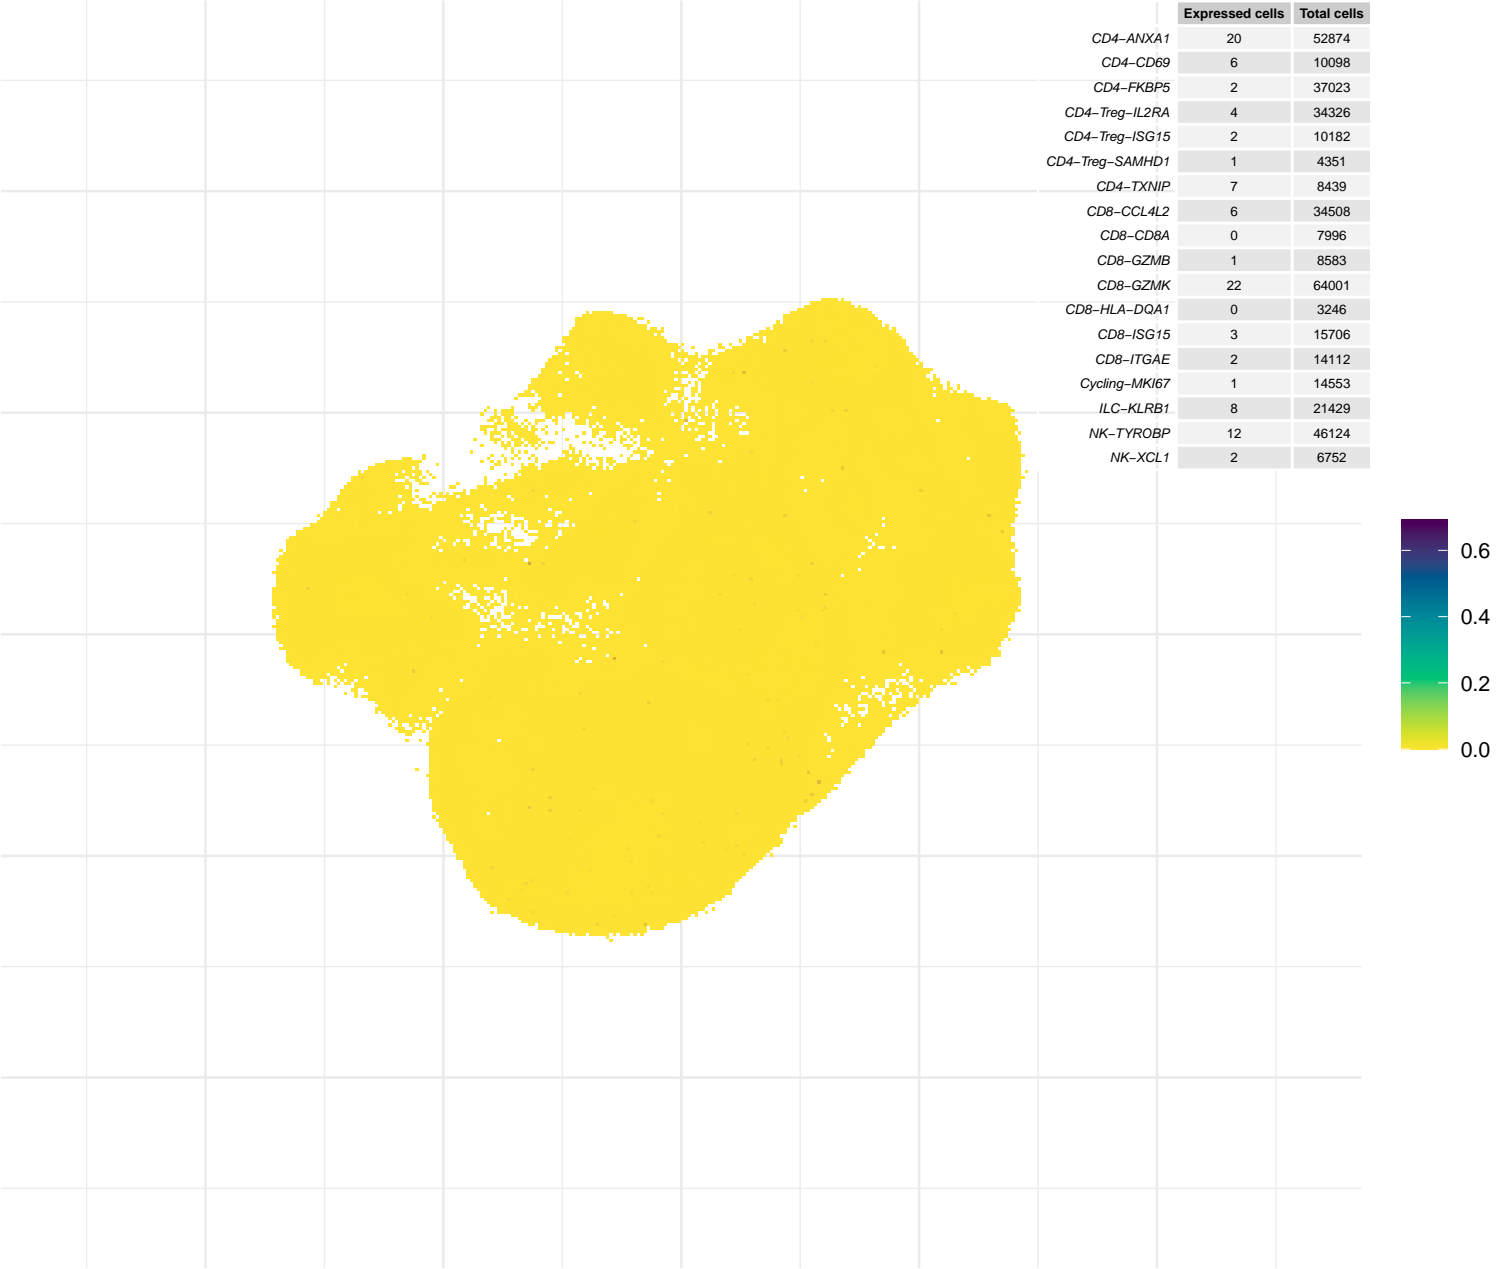 Expressed cells Total cells
CD4−ANXA1 20 52874
CD4−CD69 6 10098
CD4−FKBP5 2 37023
CD4−Treg−IL2RA 4 34326
CD4−Treg−ISG15 2 10182
CD4−Treg−SAMHD1 1 4351
CD4−TXNIP 7 8439
CD8−CCL4L2 6 34508
CD8−CD8A 0 7996
CD8−GZMB 1 8583
CD8−GZMK 22 64001
CD8−HLA−DQA1 0 3246
CD8−ISG15 3 15706
CD8−ITGAE 2 14112
Cycling−MKI67 1 14553
ILC−KLRB1 8 21429
NK−TYROBP 12 46124
NK−XCL1 2 6752
0.6
0.4
0.2
0.0